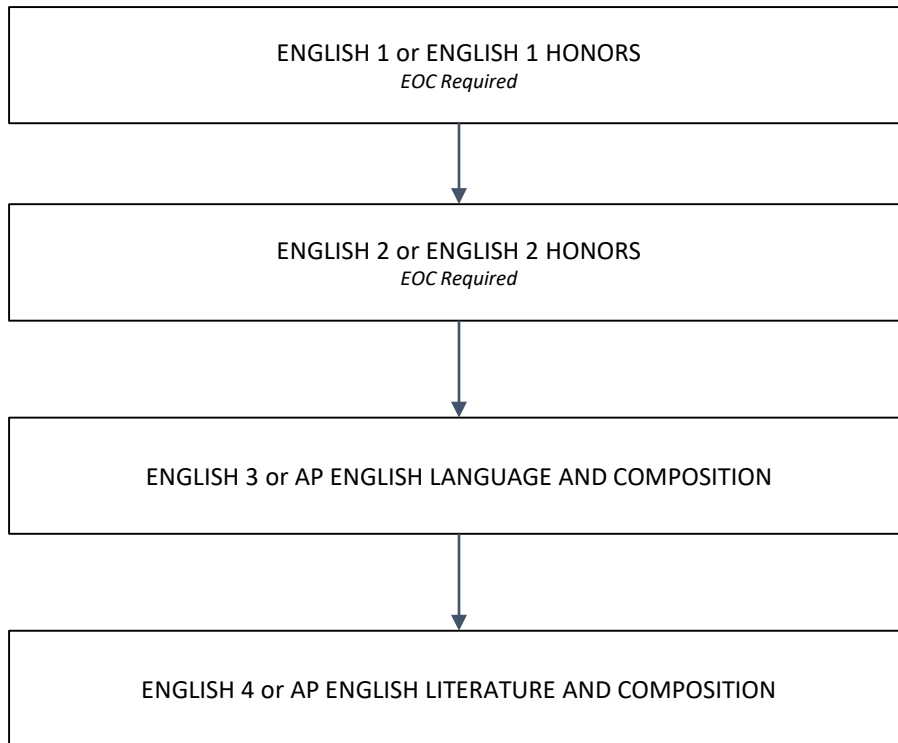 ENGLISH 1 or ENGLISH 1 HONORS
EOC Required
ENGLISH 2 or ENGLISH 2 HONORS
EOC Required
ENGLISH 3 or AP ENGLISH LANGUAGE AND COMPOSITION
ENGLISH 4 or AP ENGLISH LITERATURE AND COMPOSITION